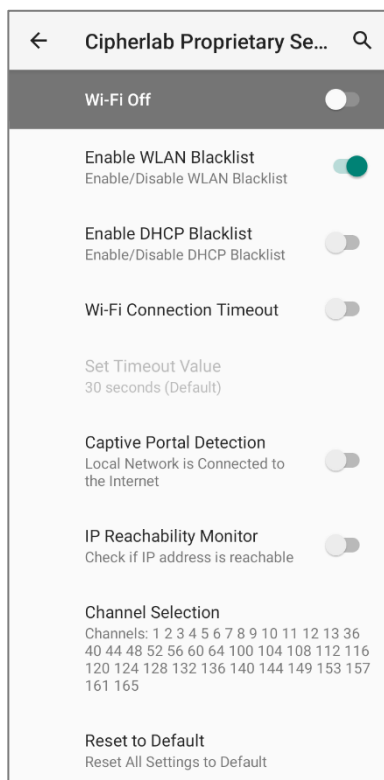 Cipherlab Proprietary Se...
Wi-Fi Off
Enable WLAN Blacklist
Enable/Disable WLAN Blacklist
Enable DHCP Blacklist
Enable/Disable DHCP Blacklist
Wi-Fi Connection Timeout
Set Timeout Value
30 seconds (Default)
Captive Portal Detection
Local Network is Connected to
the Internet
IP Reachability Monitor
Check if IP address is reachable
Channel Selection
Channels: 1 2 3 4 5 6 7 8 9 10 11 12 13 36
40 44 48 52 56 60 64 100 104 108 112 116
120 124 128 132 136 140 144 149 153 157
161 165
Reset to Default
Reset All Settings to Default